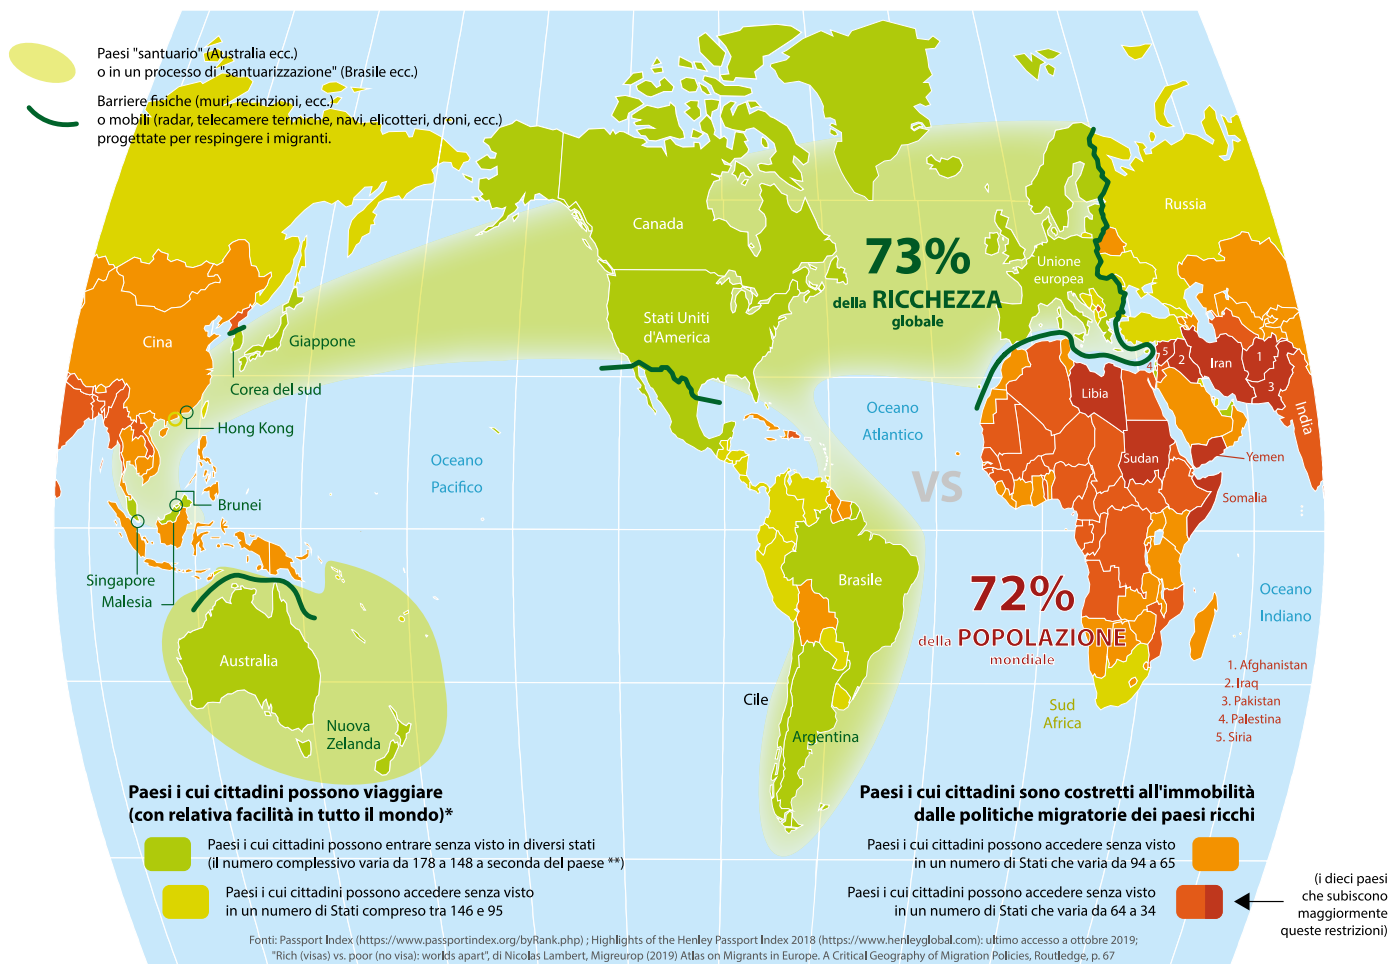 Paesi "santuario" (Australia ecc.)
o in un processo di "santuarizzazione" (Brasile ecc.)
Barriere fisiche (muri, recinzioni, ecc.)
o mobili (radar, telecamere termiche, navi, elicotteri, droni, ecc.)
progettate per respingere i migranti.
Canada
Russia
73%
della RICCHEZZA
globale
Unione
europea
Stati Uniti
d'America
Cina
Giappone
Corea del sud
Hong Kong
Brunei
Singapore
Malesia
Oceano
Pacifico
Oceano
Atlantico
VS
5
2
Iran
1
4
3
Libia
India
Sudan
Yemen
Somalia
Brasile
72%
della POPOLAZIONE
mondiale
Oceano
Indiano
Australia
Nuova
Zelanda
Cile
Argentina
Sud
Africa
1. Afghanistan
2. Iraq
3. Pakistan
4. Palestina
5. Siria
Paesi i cui cittadini possono viaggiare
(con relativa facilità in tutto il mondo)*
Paesi i cui cittadini possono entrare senza visto in diversi stati
(il numero complessivo varia da 178 a 148 a seconda del paese **)
Paesi i cui cittadini possono accedere senza visto
in un numero di Stati compreso tra 146 e 95
Paesi i cui cittadini sono costretti all'immobilità
dalle politiche migratorie dei paesi ricchi
Paesi i cui cittadini possono accedere senza visto
in un numero di Stati che varia da 94 a 65
Paesi i cui cittadini possono accedere senza visto
in un numero di Stati che varia da 64 a 34
(i dieci paesi
che subiscono
maggiormente
queste restrizioni)
Fonti: Passport Index (https://www.passportindex.org/byRank.php) ; Highlights of the Henley Passport Index 2018 (https://www.henleyglobal.com): ultimo accesso a ottobre 2019;
"Rich (visas) vs. poor (no visa): worlds apart", di Nicolas Lambert, Migreurop (2019) Atlas on Migrants in Europe. A Critical Geography of Migration Policies, Routledge, p. 67